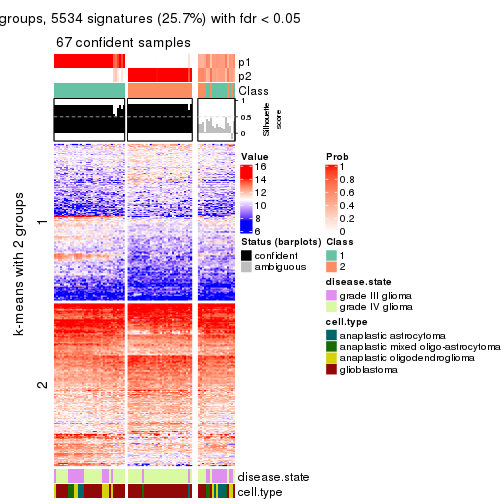 groups, 5534 signatures (25.7%) with fdr < 0.05
67 confident samples
p1
p2
Class
1
0.5
0
Silhouette
score
k-means with 2 groups
1
2
Value
16
14
12
10
8
6
Prob
1
0.8
0.6
0.4
0.2
0
Status (barplots)
confident
ambiguous
Class
1
2
disease.state
grade III glioma
grade IV glioma
cell.type
anaplastic astrocytoma
anaplastic mixed oligo-astrocytoma
anaplastic oligodendroglioma
glioblastoma
disease.state
cell.type